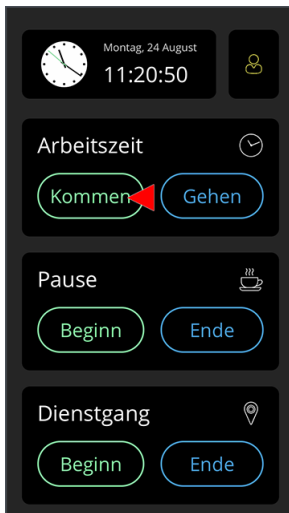 Montag, 24 August
11:20:50
Arbeitszeit
Kommen Gehen
Pause
Beginn Ende
Dienstgang
Beginn Ende